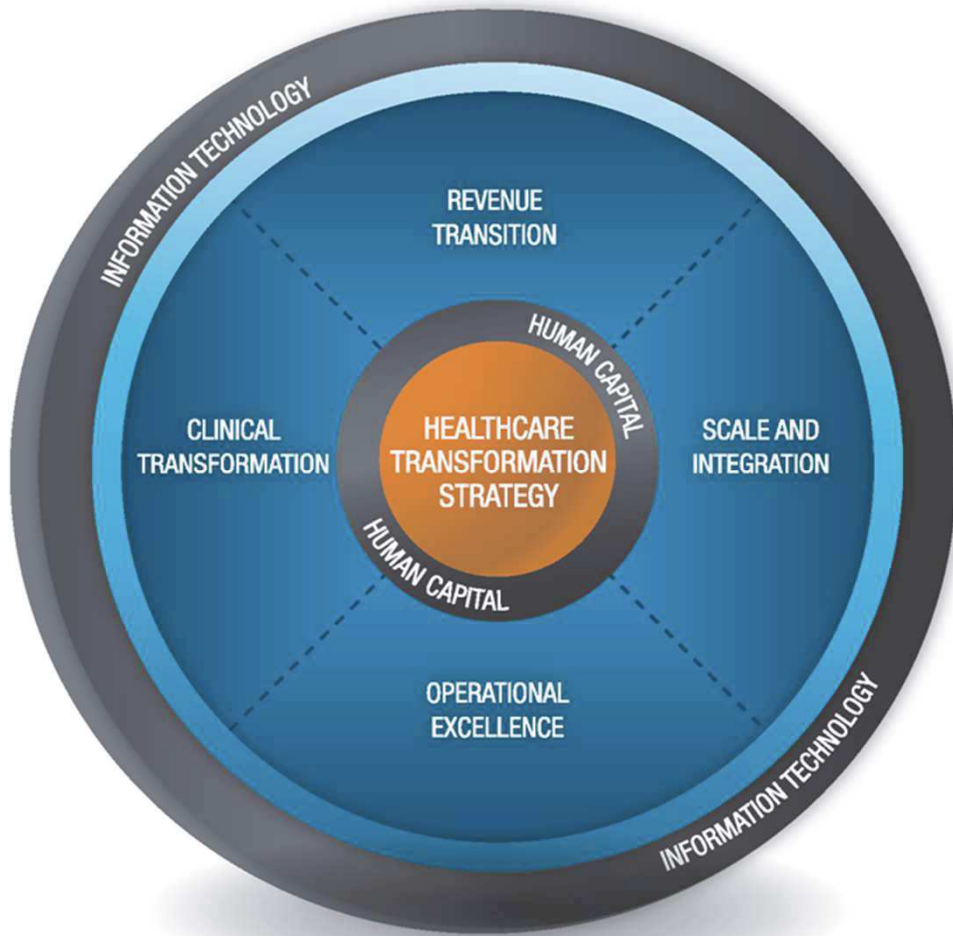 INFORMATION TECHNOLOGY
REVENUE
TRANSITION
HUMAN CAPITAL
CLINICAL
TRANSFORMATION
HEALTHCARE
TRANSFORMATION
STRATEGY
SCALE AND
INTEGRATION
HUMAN CAPITAL
OPERATIONAL
EXCELLENCE
INFORMATION TECHNOLOGY